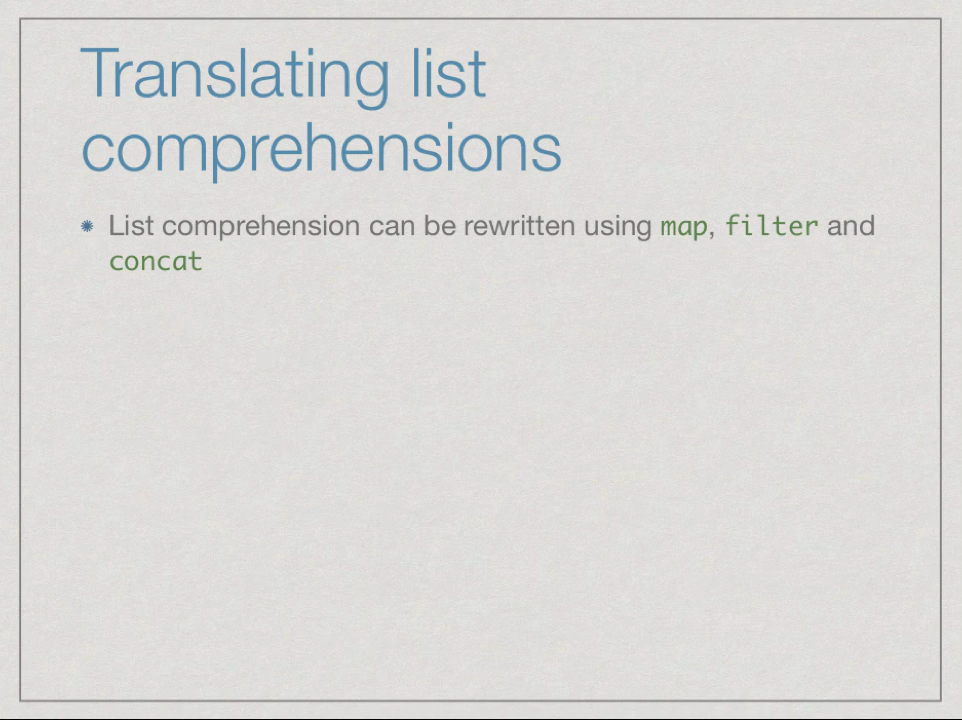 Translating list
comprehensions
List comprehension can be rewritten using map, filter and
concat